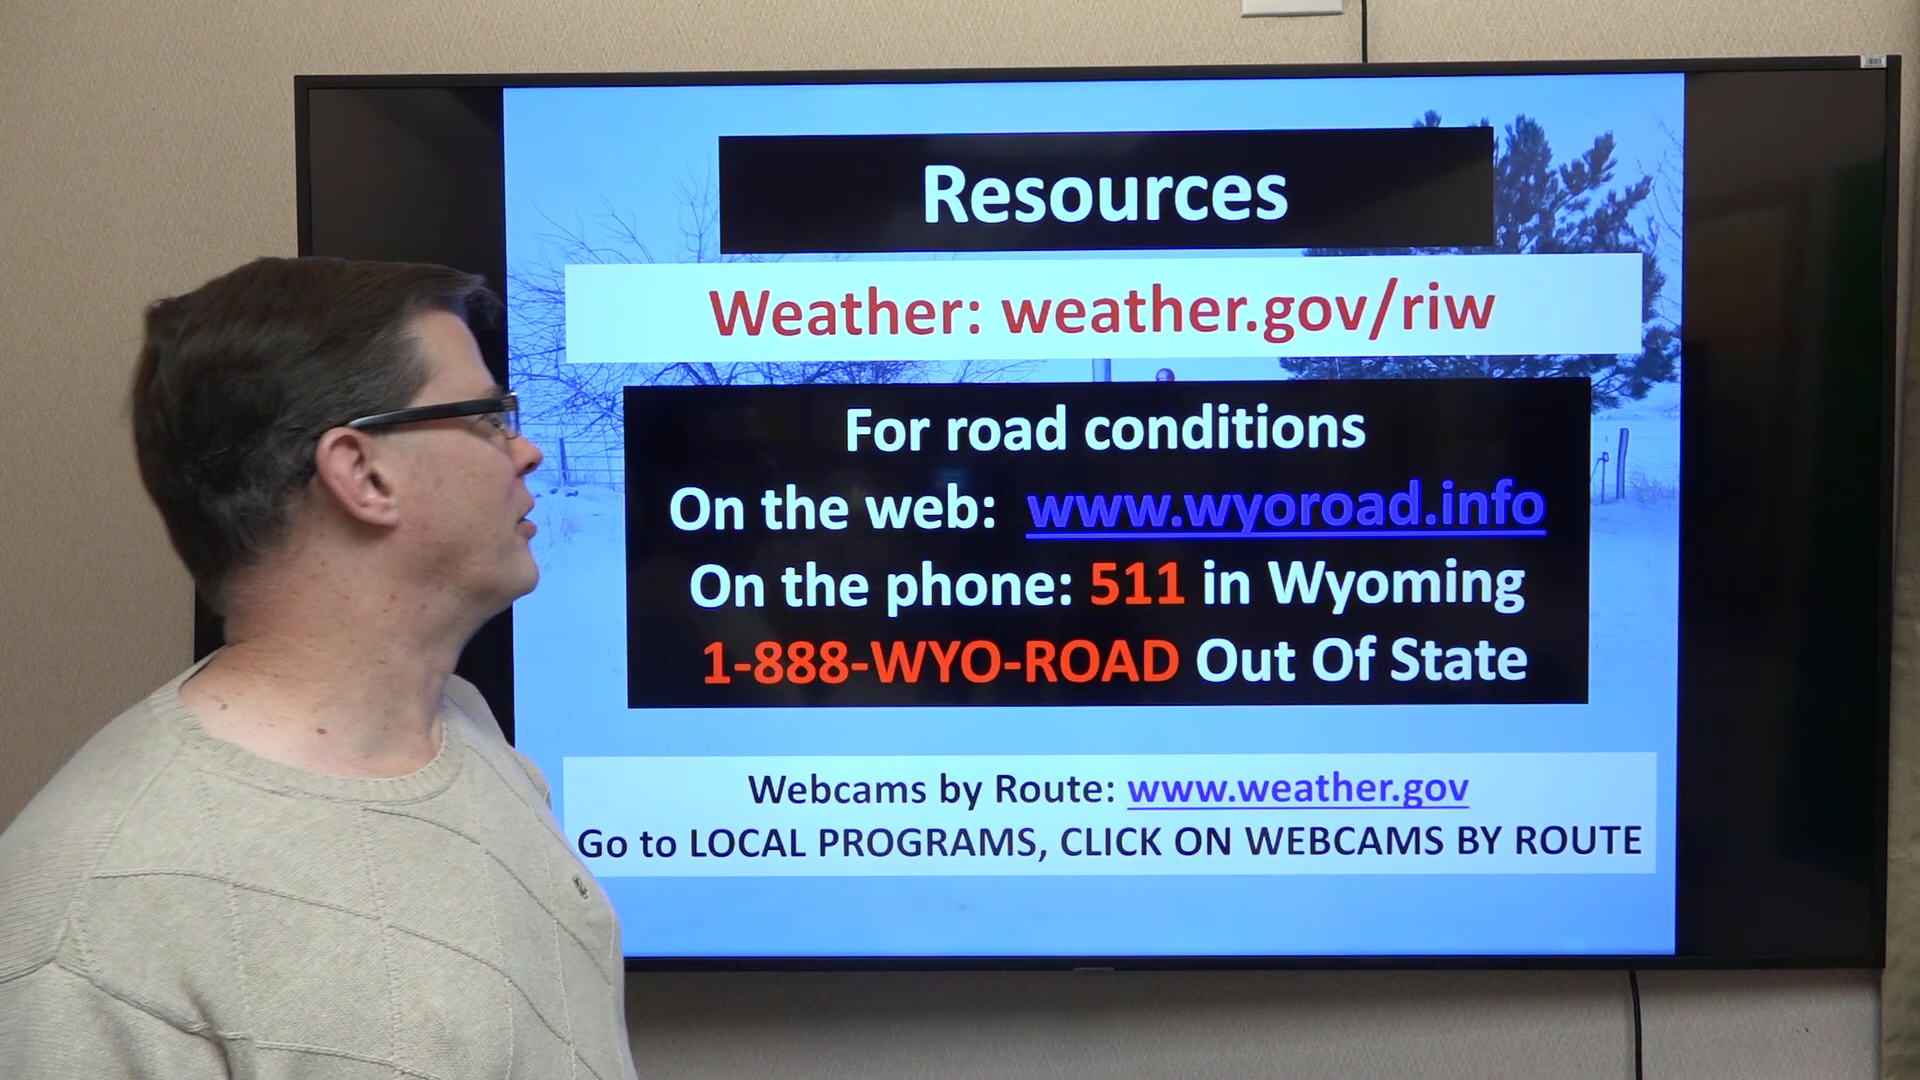 Resources
Weather: weather.gov/riw
For road conditions
On the web: www.wyoroad.info
On the phone: 511 in Wyoming
1-888-WYO-ROAD Out Of State
Webcams by Route: www.weather.gov
Go to LOCAL PROGRAMS, CLICK ON WEBCAMS BY ROUTE